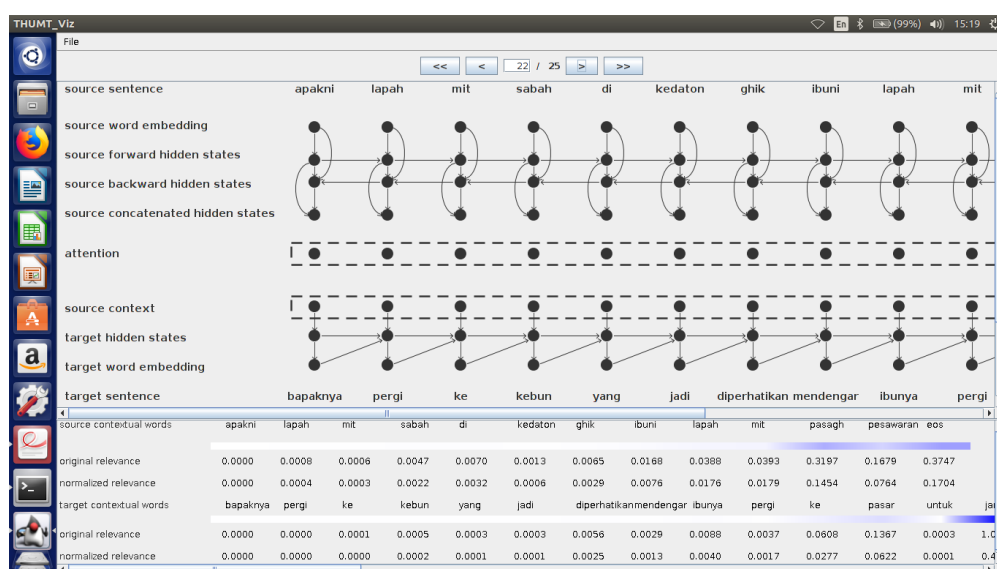 THUMT_Viz En (99%) 15:19
File
<< < 22 / 25 > >>
source sentence apakni lapah mit sabah di kedaton ghik ibuni lapah mit
source word embedding
source forward hidden states
source backward hidden states
source concatenated hidden states
attention
source context
target hidden states
target word embedding
target sentence bapaknya pergi ke kebun yang jadi diperhatikan mendengar ibunya pergi
source contextual words apakni lapah mit sabah di kedaton ghik ibuni lapah mit pasagh pesawaran eos
original relevance 0.0000 0.0008 0.0006 0.0047 0.0070 0.0013 0.0065 0.0168 0.0388 0.0393 0.3197 0.1679 0.3747
normalized relevance 0.0000 0.0004 0.0003 0.0022 0.0032 0.0006 0.0029 0.0076 0.0176 0.0179 0.1454 0.0764 0.1704
target contextual words bapaknya pergi ke kebun yang jadi diperhatikan mendengar ibunya pergi ke pasar untuk jar
original relevance 0.0000 0.0000 0.0001 0.0005 0.0003 0.0003 0.0056 0.0029 0.0088 0.0037 0.0608 0.1367 0.0003 1.0
normalized relevance 0.0000 0.0000 0.0000 0.0002 0.0001 0.0001 0.0025 0.0013 0.0040 0.0017 0.0277 0.0622 0.0001 0.4